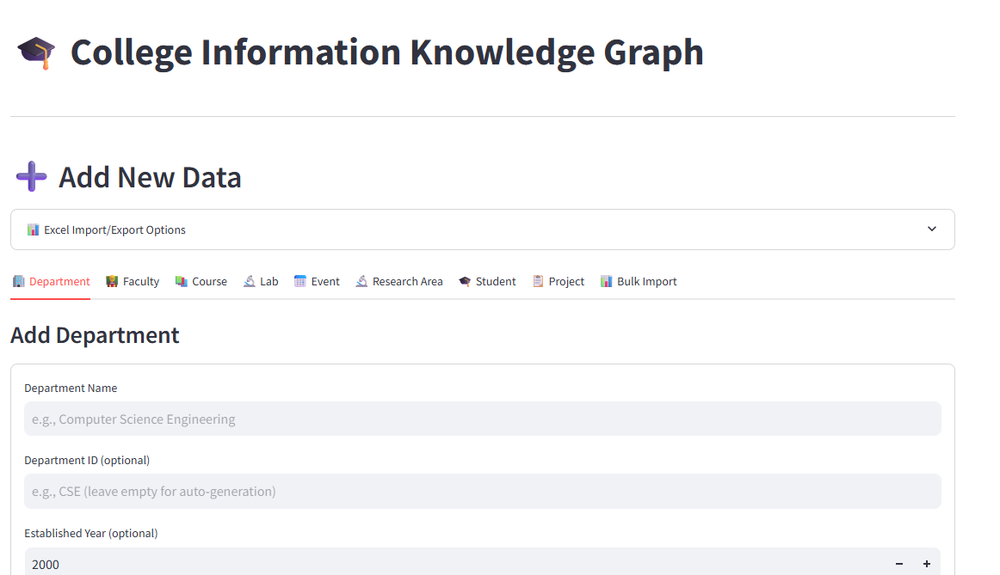 College Information Knowledge Graph
Add New Data
Excel Import/Export Options
Department Faculty Course Lab Event Research Area Student Project Bulk Import
Add Department
Department Name
e.g., Computer Science Engineering
Department ID (optional)
e.g., CSE (leave empty for auto-generation)
Established Year (optional)
2000